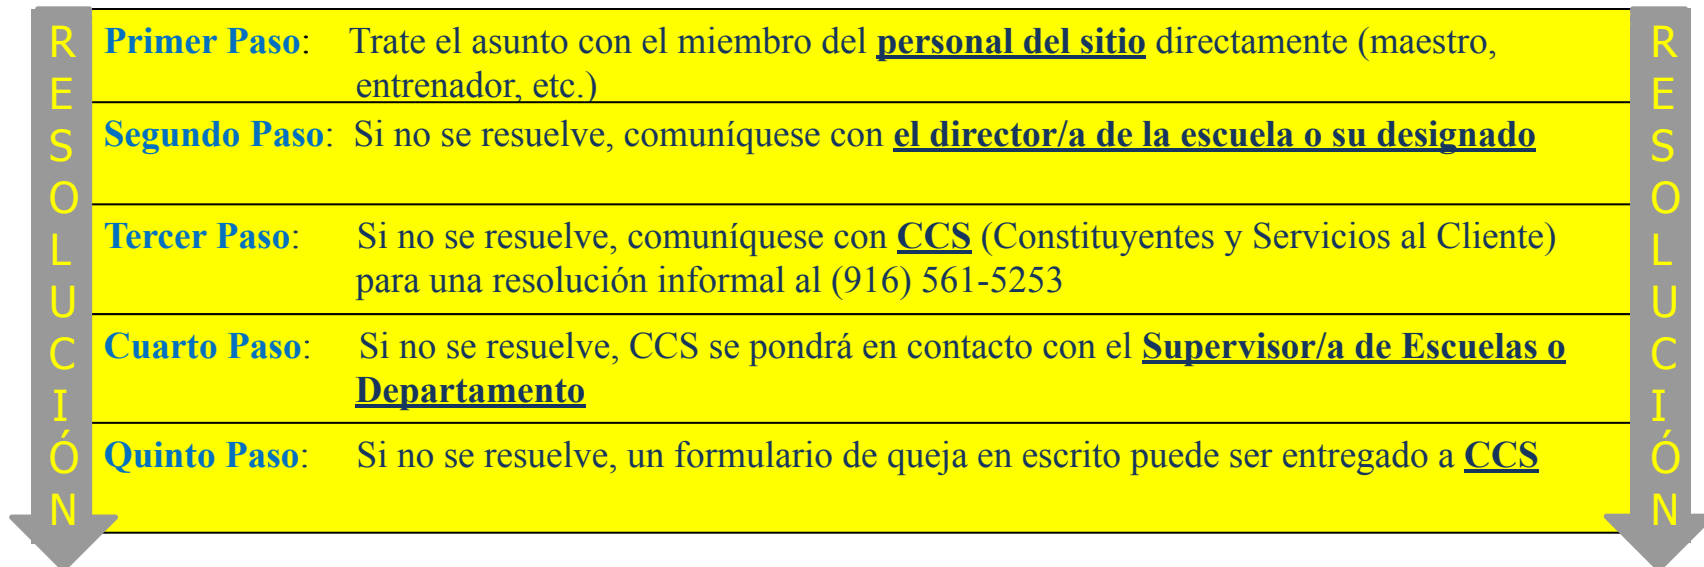 RESOLUCIÓN
Primer Paso: Trate el asunto con el miembro del personal del sitio directamente (maestro,
entrenador, etc.)
Segundo Paso: Si no se resuelve, comuníquese con el director/a de la escuela o su designado
Tercer Paso: Si no se resuelve, comuníquese con CCS (Constituyentes y Servicios al Cliente)
para una resolución informal al (916) 561-5253
Cuarto Paso: Si no se resuelve, CCS se pondrá en contacto con el Supervisor/a de Escuelas o
Departamento
Quinto Paso: Si no se resuelve, un formulario de queja en escrito puede ser entregado a CCS
RESOLUCIÓN